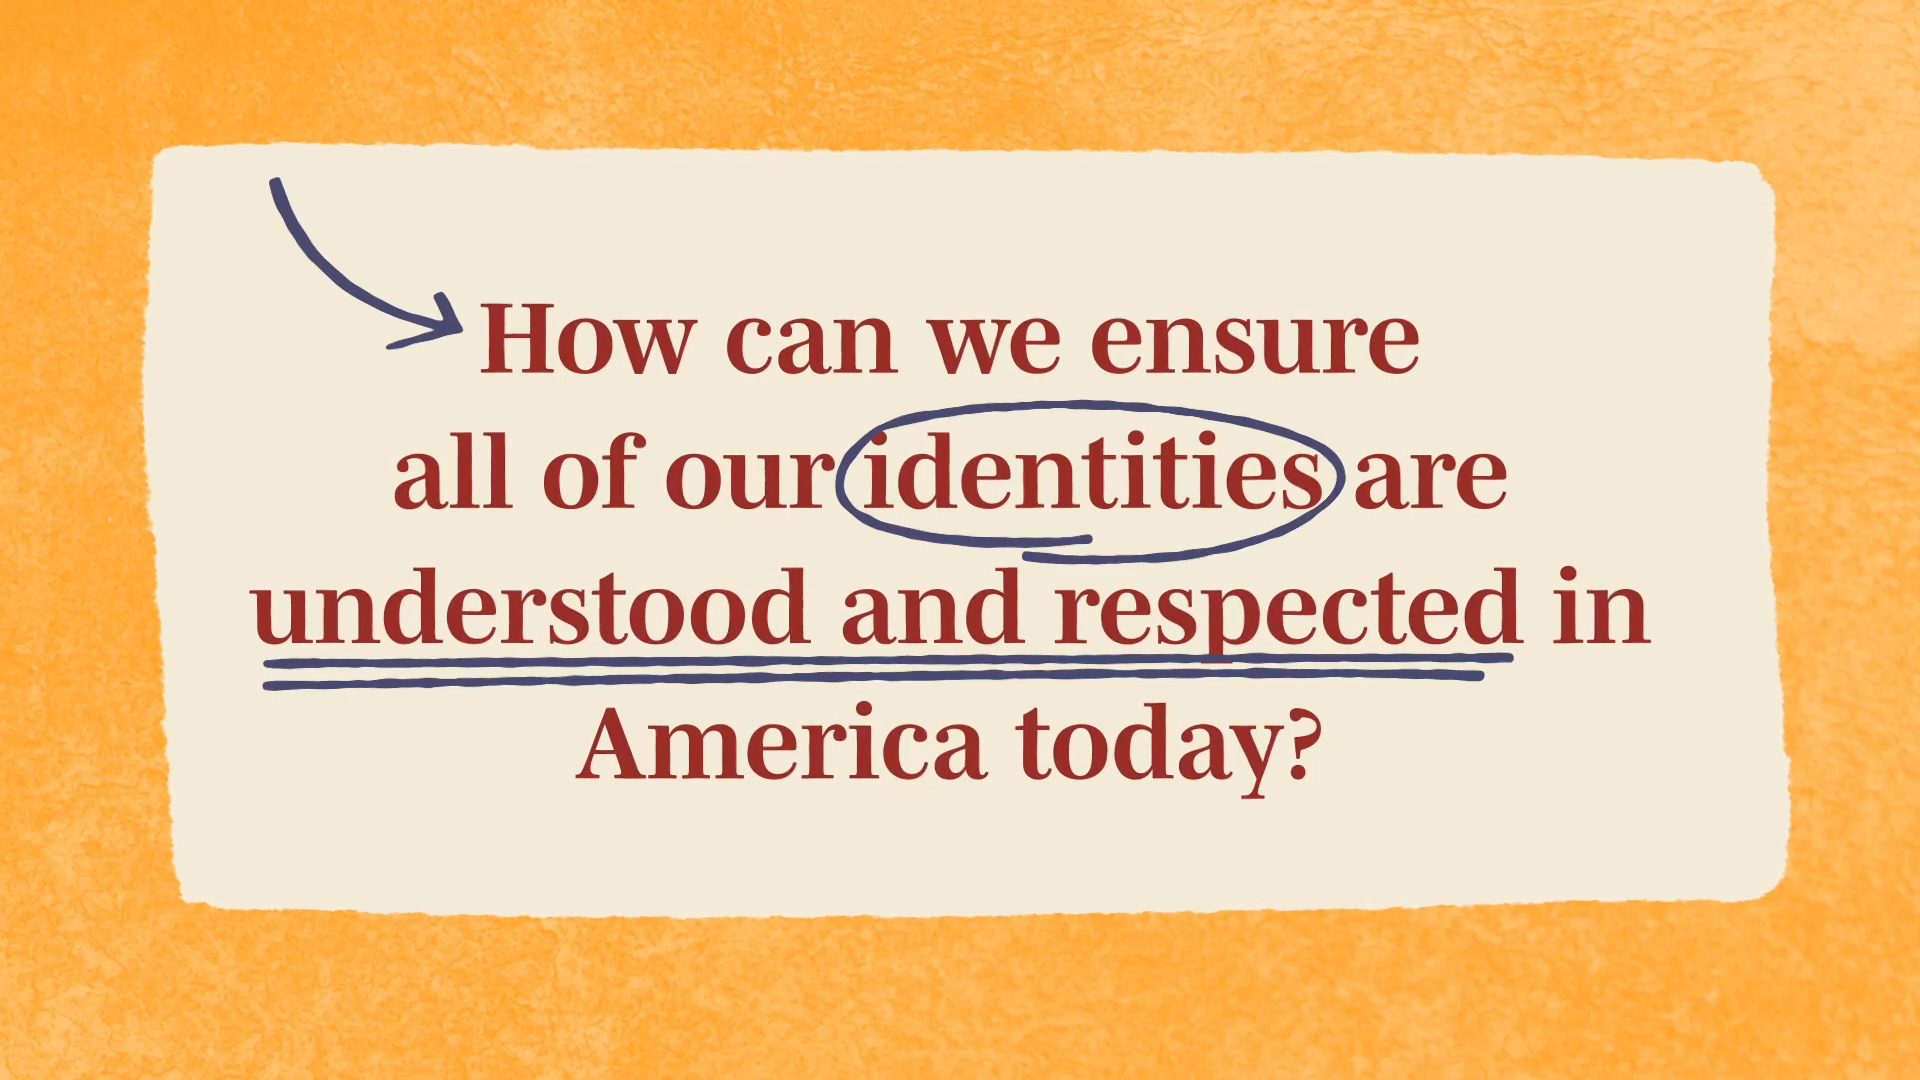 How can we ensure
all of our identities are
understood and respected in
America today?